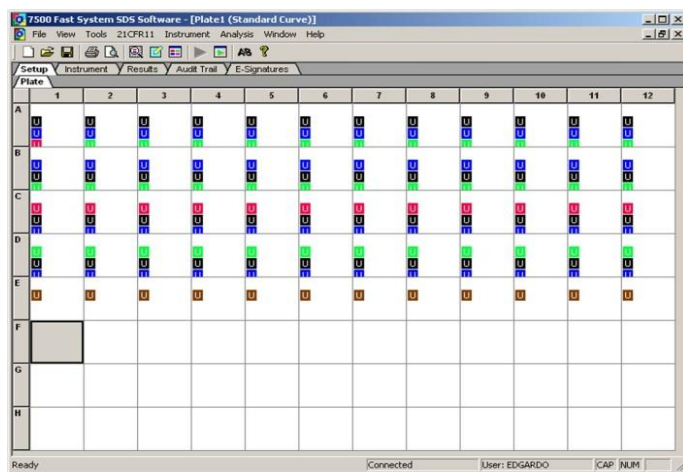 7500 Fast System SDS Software - [Plate1 (Standard Curve)]
File View Tools 21CFR11 Instrument Analysis Window Help
Setup Instrument Results Audit Trail E-Signatures
Plate
1 2 3 4 5 6 7 8 9 10 11 12
A
U U U U U U U U U U U U
U U U U U U U U U U U U
U U U U U U U U U U U U
B
U U U U U U U U U U U U
U U U U U U U U U U U U
U U U U U U U U U U U U
C
U U U U U U U U U U U U
U U U U U U U U U U U U
U U U U U U U U U U U U
D
U U U U U U U U U U U U
U U U U U U U U U U U U
U U U U U U U U U U U U
E
U U U U U U U U U U U U
F
G
H
Ready Connected User: EDGARDO CAP NUM